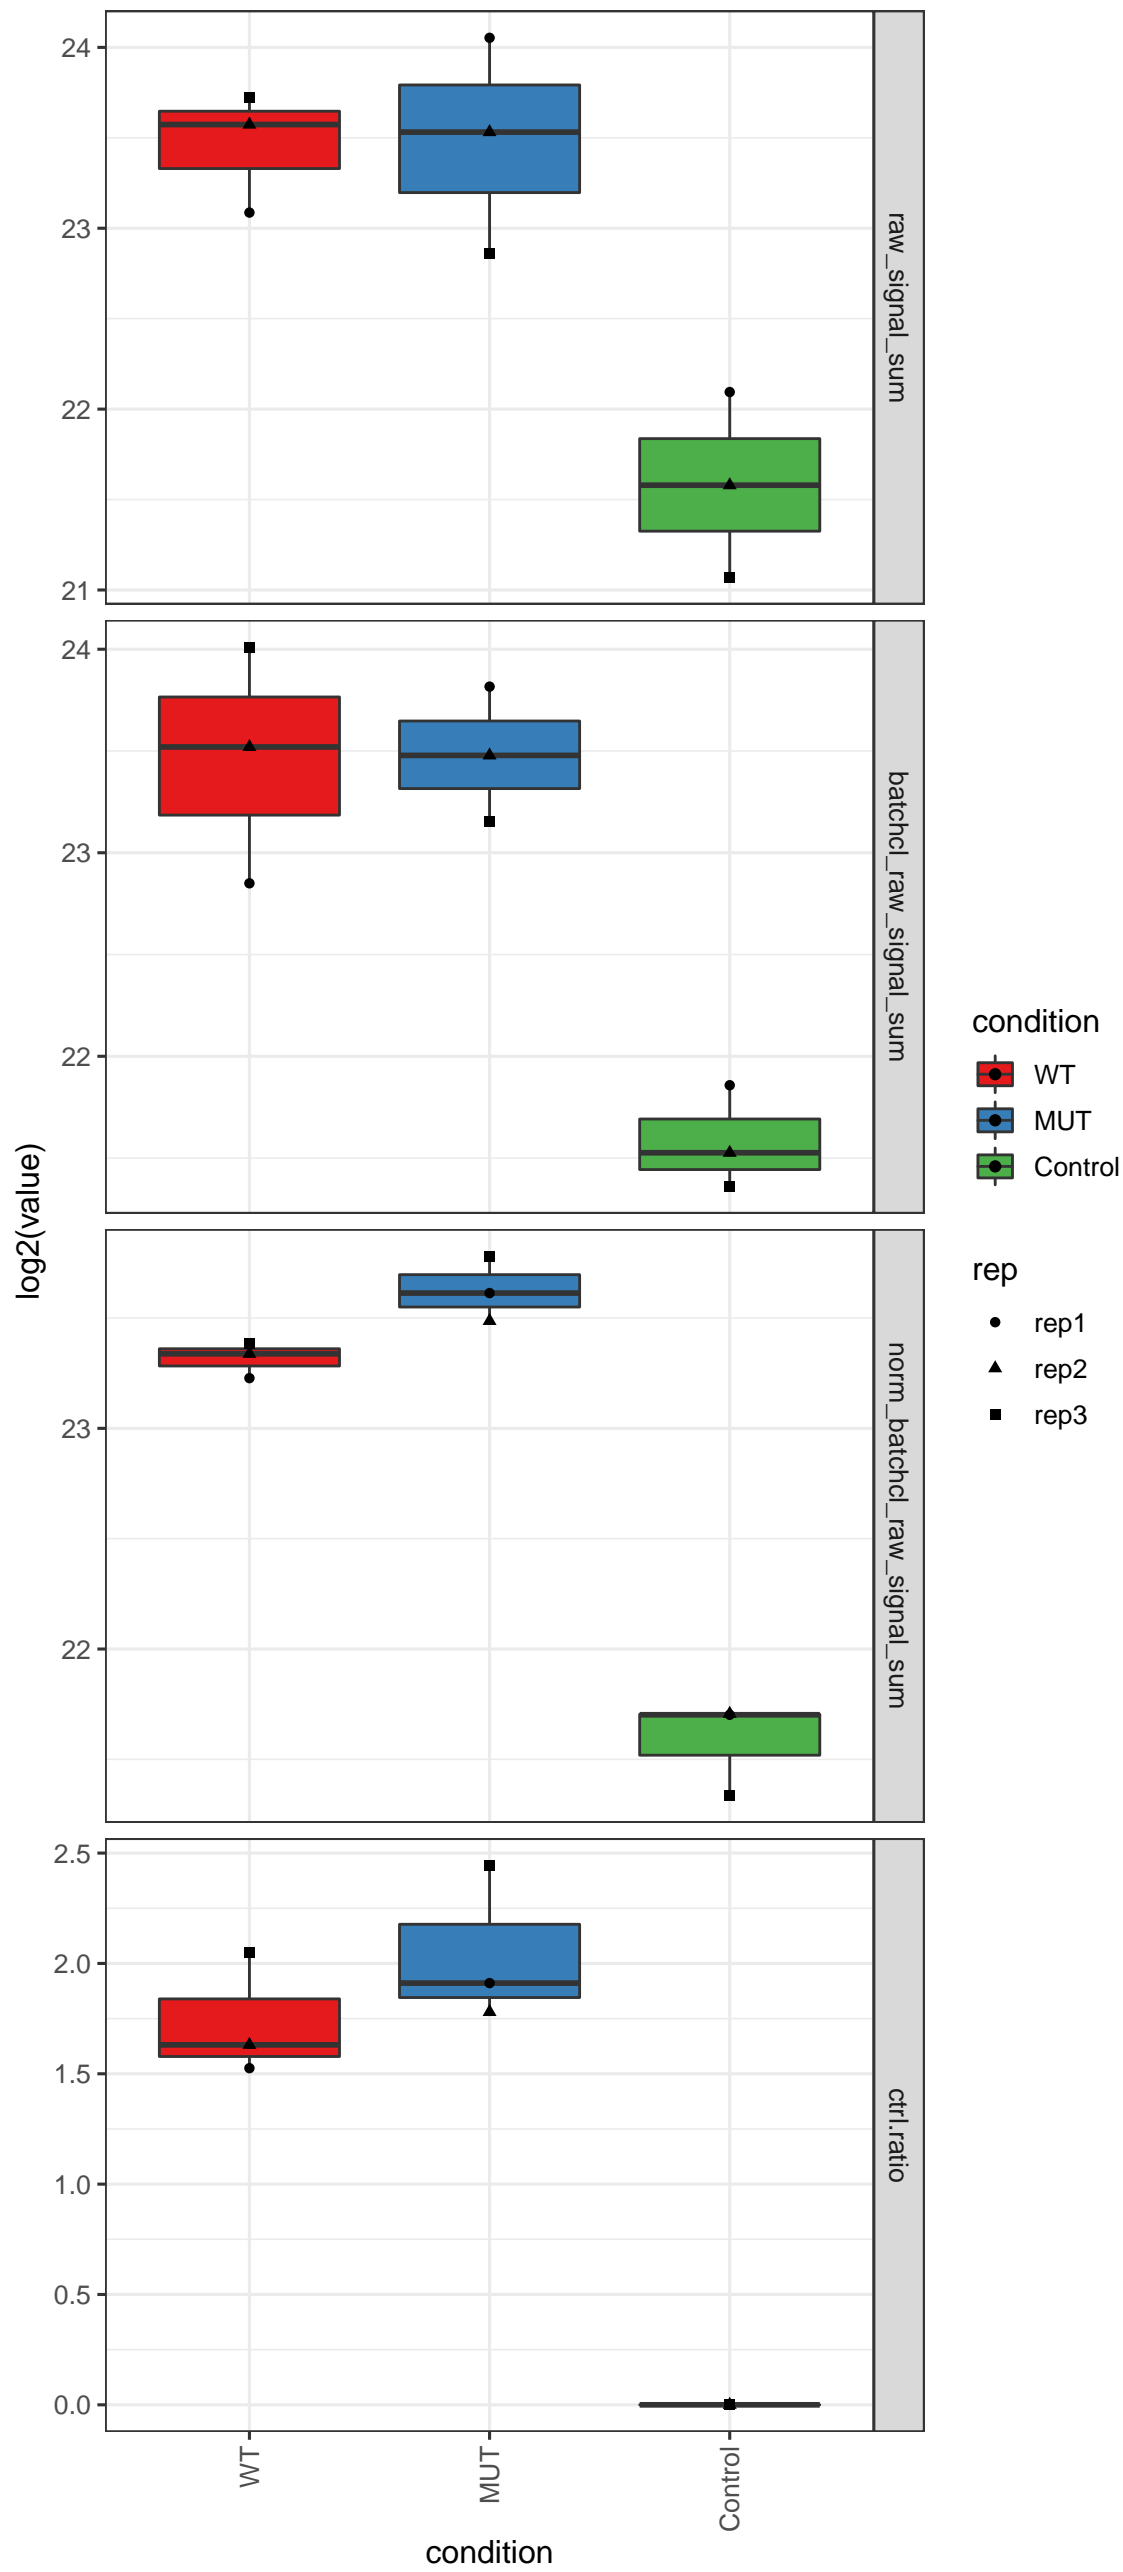 24
23
22
21
raw_signal_sum
24
23
22
batchcl_raw_signal_sum
23
22
norm_batchcl_raw_signal_sum
2.5
2.0
1.5
1.0
0.5
0.0
ctrl.ratio
log2(value)
WT
MUT
Control
condition
condition
WT
MUT
Control
rep
rep1
rep2
rep3